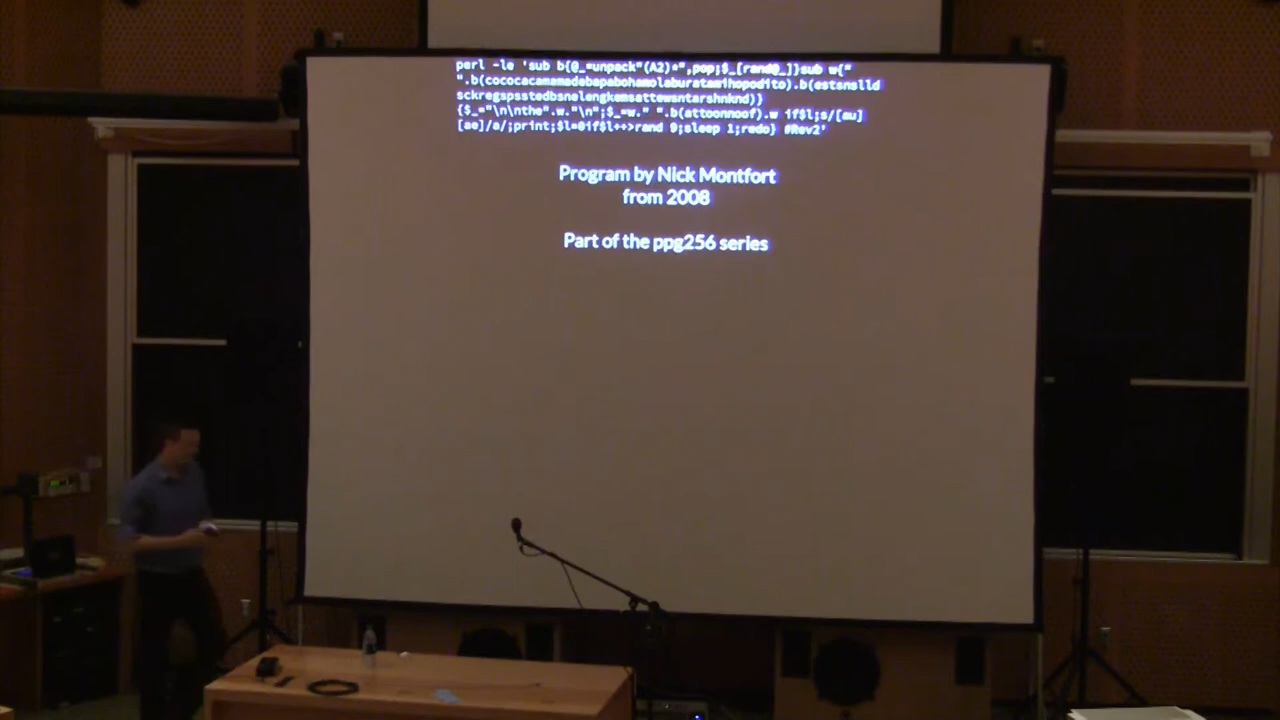 perl -le 'sub b{@_=unpack"(A2)*",pop;$_[rand@_]}sub w{"
".b(cococacamamadebapabohamolaburatamihopodito).b(estsnslld
sckregspsstedbsnelengkemsattewsntarshnknd)}
{$_="\n\nthe".w."\n";$_=w." ".b(attoonnoof).w if$l;s/[au]
[ae]/a/;print;$l=0if$l++>rand 9;sleep 1;redo} #Rev2'
Program by Nick Montfort
from 2008
Part of the ppg256 series